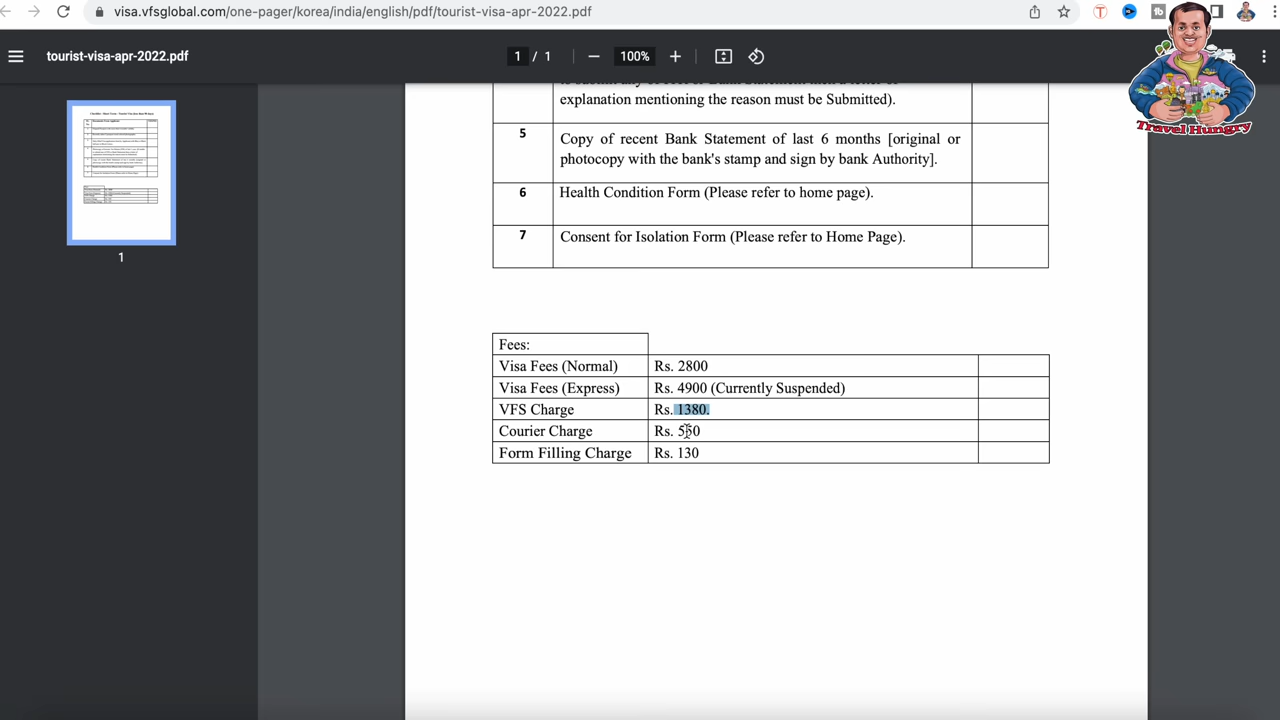 visa.vfsglobal.com/one-pager/korea/india/english/pdf/tourist-visa-apr-2022.pdf
tourist-visa-apr-2022.pdf
1 / 1
100%
Travel Hungry
explanation mentioning the reason must be Submitted).
5 Copy of recent Bank Statement of last 6 months [original or
photocopy with the bank's stamp and sign by bank Authority].
6 Health Condition Form (Please refer to home page).
7 Consent for Isolation Form (Please refer to Home Page).
1
Fees:
Visa Fees (Normal) Rs. 2800
Visa Fees (Express) Rs. 4900 (Currently Suspended)
VFS Charge Rs. 1380.
Courier Charge Rs. 550
Form Filling Charge Rs. 130